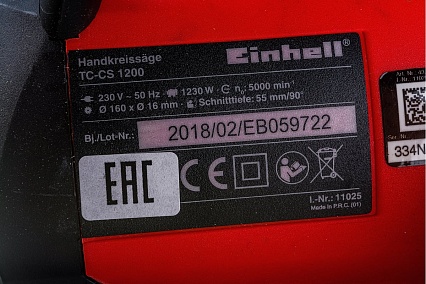 Handkreissäge
TC-CS 1200
Einhell
230 V ~ 50 Hz · 1230 W · n₀: 5000 min⁻¹
Ø 160 x Ø 16 mm · Schnitttiefe: 55 mm/90°
Bj./Lot-Nr.: 2018/02/EB059722
EAC CE
I.-Nr.: 11025
Made in P.R.C. (01)
334N